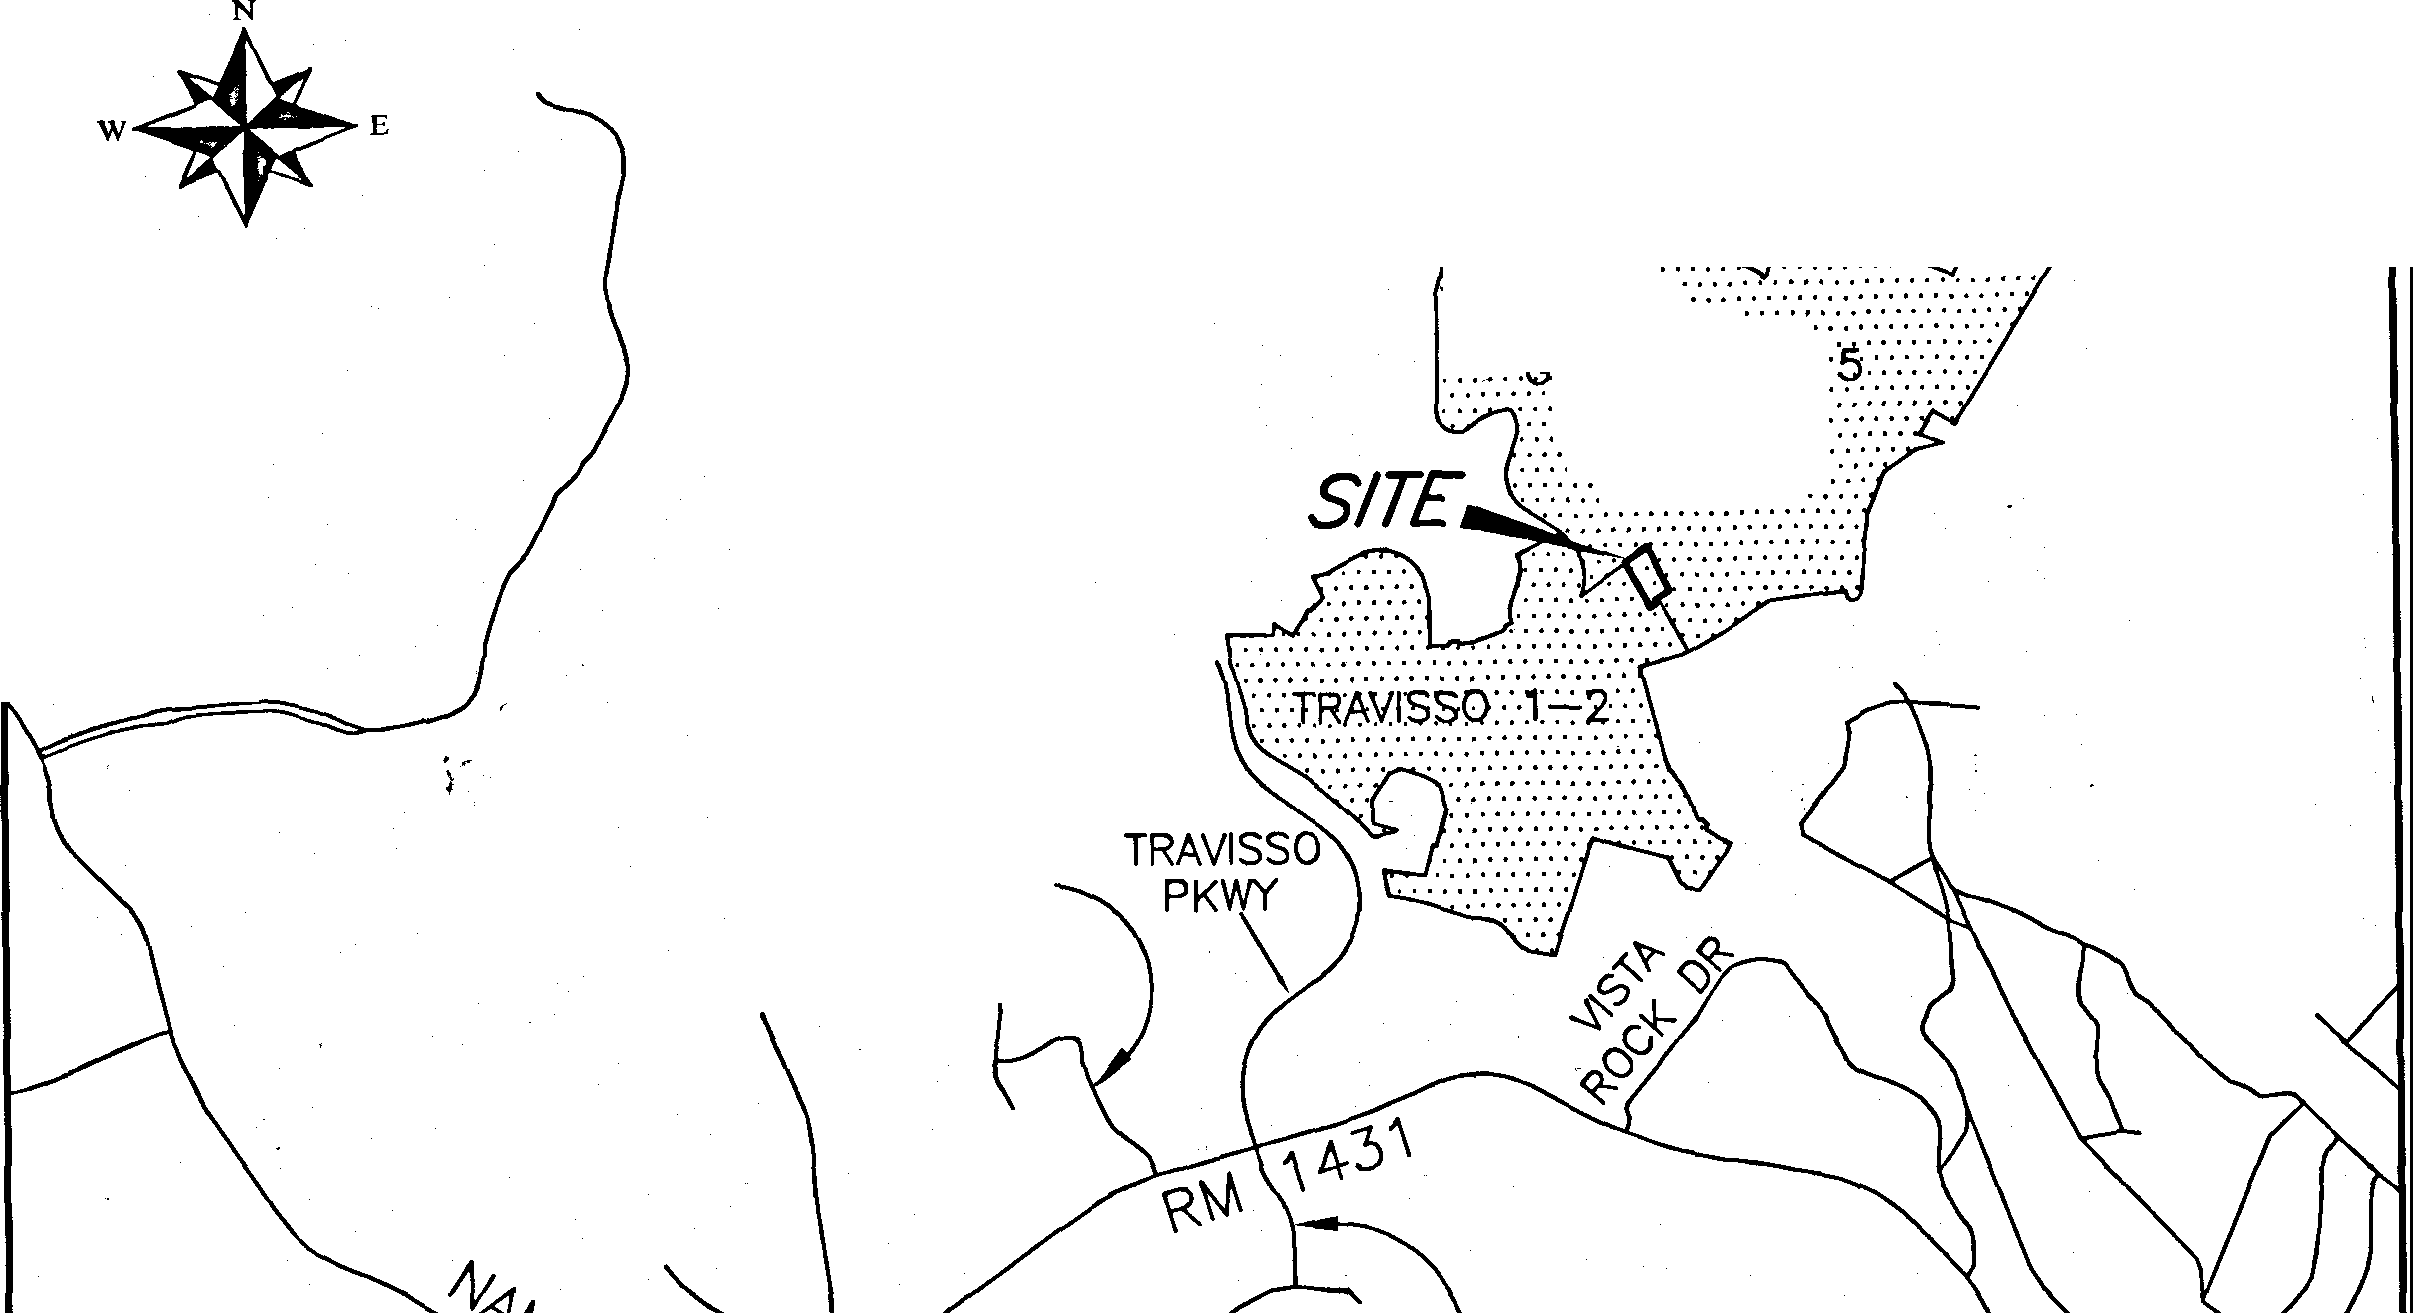 N
W
E
5
SITE
TRAVISSO 1-2
TRAVISSO
PKWY
VISTA
ROCK DR
RM 1431